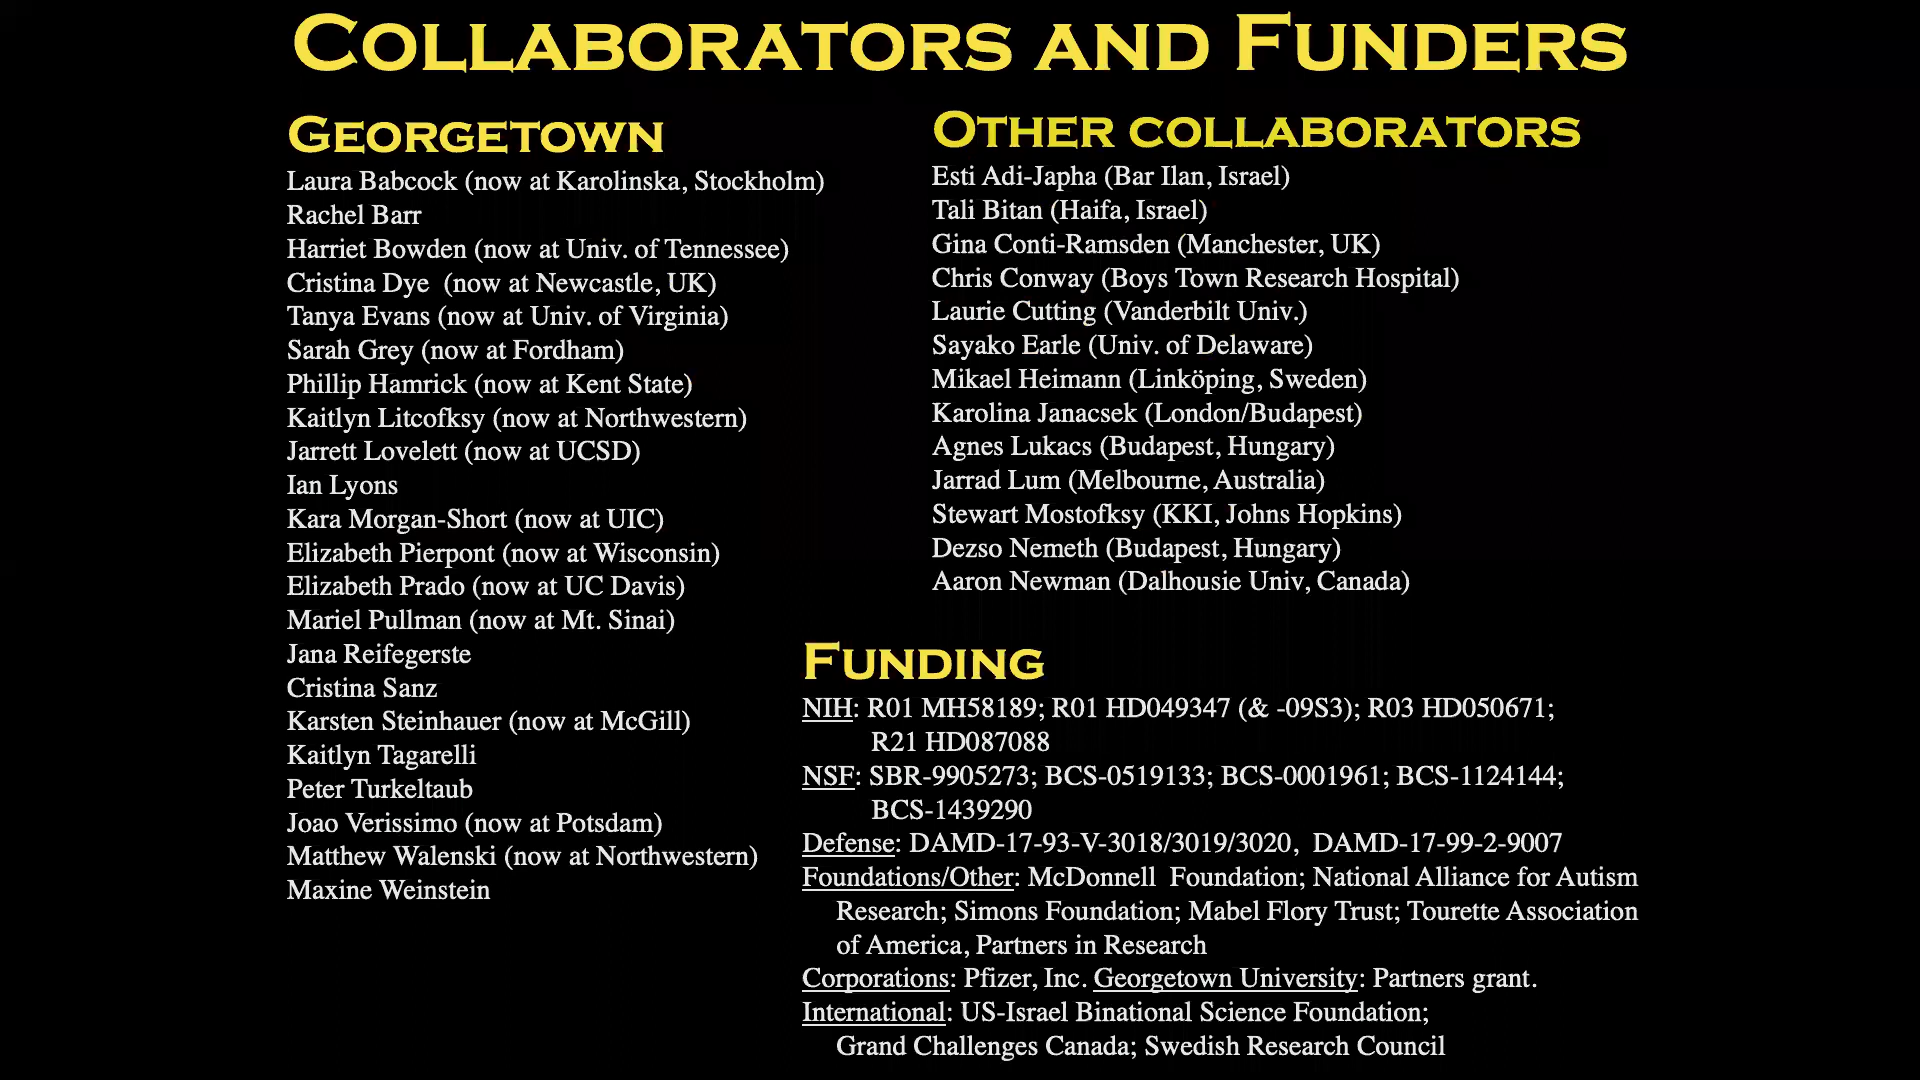 COLLABORATORS AND FUNDERS
GEORGETOWN
Laura Babcock (now at Karolinska, Stockholm)
Rachel Barr
Harriet Bowden (now at Univ. of Tennessee)
Cristina Dye  (now at Newcastle, UK)
Tanya Evans (now at Univ. of Virginia)
Sarah Grey (now at Fordham)
Phillip Hamrick (now at Kent State)
Kaitlyn Litcofksy (now at Northwestern)
Jarrett Lovelett (now at UCSD)
Ian Lyons
Kara Morgan-Short (now at UIC)
Elizabeth Pierpont (now at Wisconsin)
Elizabeth Prado (now at UC Davis)
Mariel Pullman (now at Mt. Sinai)
Jana Reifegerste
Cristina Sanz
Karsten Steinhauer (now at McGill)
Kaitlyn Tagarelli
Peter Turkeltaub
Joao Verissimo (now at Potsdam)
Matthew Walenski (now at Northwestern)
Maxine Weinstein
OTHER COLLABORATORS
Esti Adi-Japha (Bar Ilan, Israel)
Tali Bitan (Haifa, Israel)
Gina Conti-Ramsden (Manchester, UK)
Chris Conway (Boys Town Research Hospital)
Laurie Cutting (Vanderbilt Univ.)
Sayako Earle (Univ. of Delaware)
Mikael Heimann (Linköping, Sweden)
Karolina Janacsek (London/Budapest)
Agnes Lukacs (Budapest, Hungary)
Jarrad Lum (Melbourne, Australia)
Stewart Mostofksy (KKI, Johns Hopkins)
Dezso Nemeth (Budapest, Hungary)
Aaron Newman (Dalhousie Univ, Canada)
FUNDING
NIH: R01 MH58189; R01 HD049347 (& -09S3); R03 HD050671;
R21 HD087088
NSF: SBR-9905273; BCS-0519133; BCS-0001961; BCS-1124144;
BCS-1439290
Defense: DAMD-17-93-V-3018/3019/3020,  DAMD-17-99-2-9007
Foundations/Other: McDonnell  Foundation; National Alliance for Autism
Research; Simons Foundation; Mabel Flory Trust; Tourette Association
of America, Partners in Research
Corporations: Pfizer, Inc. Georgetown University: Partners grant.
International: US-Israel Binational Science Foundation;
Grand Challenges Canada; Swedish Research Council